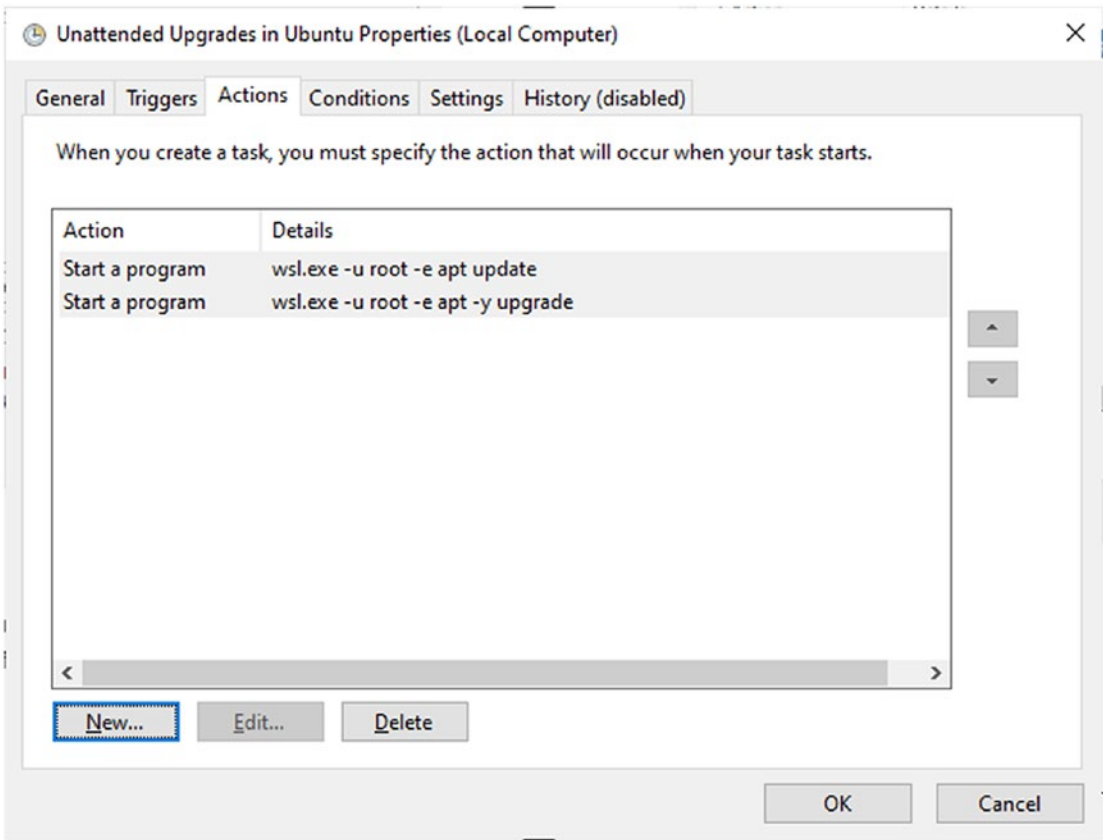 Unattended Upgrades in Ubuntu Properties (Local Computer)
General Triggers Actions Conditions Settings History (disabled)
When you create a task, you must specify the action that will occur when your task starts.
Action Details
Start a program wsl.exe -u root -e apt update
Start a program wsl.exe -u root -e apt -y upgrade
New... Edit... Delete
OK Cancel